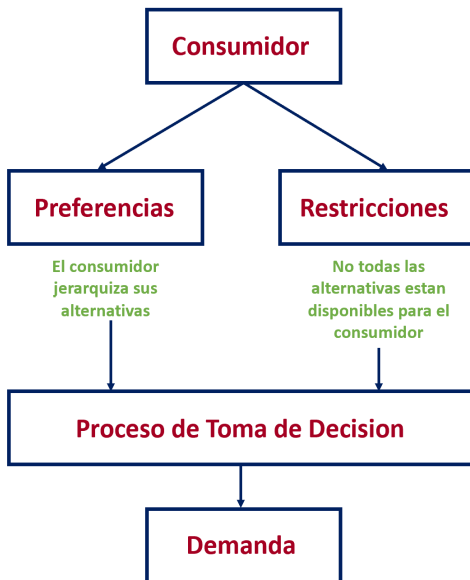 Consumidor
Preferencias
Restricciones
El consumidor
jerarquiza sus
alternativas
No todas las
alternativas estan
disponibles para el
consumidor
Proceso de Toma de Decision
Demanda